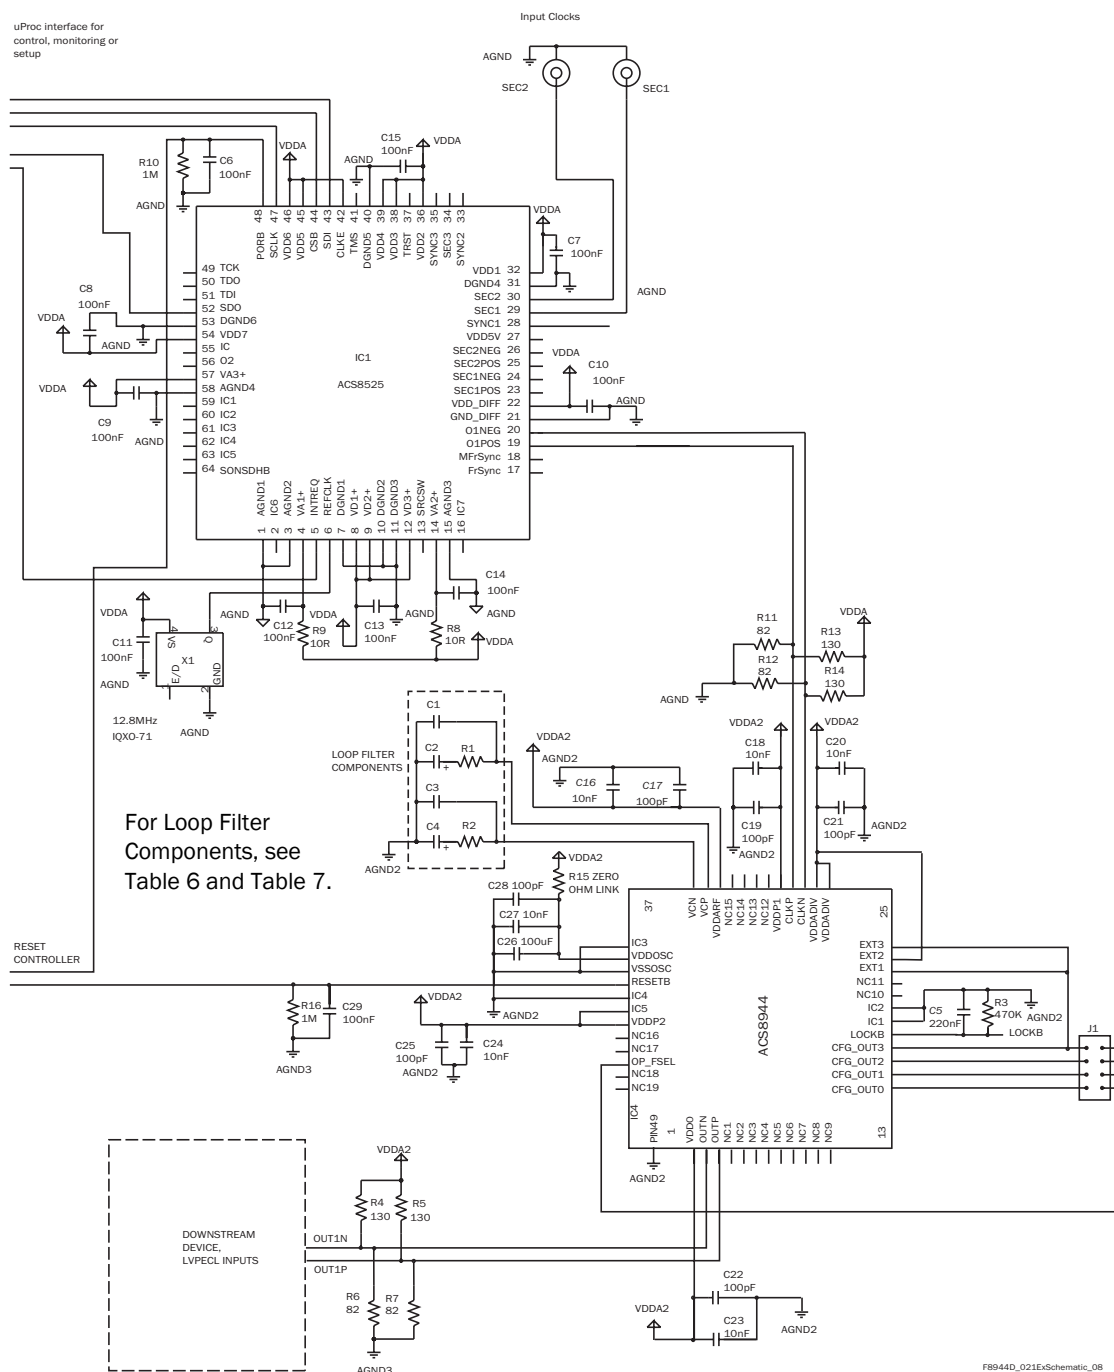 uProc interface for
control, monitoring or
setup
Input Clocks
AGND
SEC2
SEC1
C15
100nF
VDDA
VDDA
AGND
R10
1M
C6
100nF
AGND
48 47 46 45 44 43 42 41 40 39 38 37 36 35 34 33
PORB SCLK VDD6 VDD5 CSB SDI CLKE TMS DGND5 VDD4 VDD3 TRST VDD2 SYNC3 SEC3 SYNC2
VDDA
C7
100nF
AGND
49 TCK
50 TDO
51 TDI
52 SDO
53 DGND6
54 VDD7
55 IC
56 O2
57 VA3+
58 AGND4
59 IC1
60 IC2
61 IC3
62 IC4
63 IC5
64 SONSDHB
C8
100nF
VDDA
AGND
VDDA
C9
100nF
AGND
IC1
ACS8525
VDD1 32
DGND4 31
SEC2 30
SEC1 29
SYNC1 28
VDD5V 27
SEC2NEG 26
SEC2POS 25
SEC1NEG 24
SEC1POS 23
VDD_DIFF 22
GND_DIFF 21
O1NEG 20
O1POS 19
MFrSync 18
FrSync 17
VDDA
C10
100nF
AGND
AGND1 IC6 AGND2 VA1+ INTREQ REFCLK DGND1 VD1+ VD2+ DGND2 DGND3 VD3+ SRCSW VA2+ AGND3 IC7
1 2 3 4 5 6 7 8 9 10 11 12 13 14 15 16
C14
100nF
AGND
AGND
C12
100nF
VDDA
R9
10R
C13
100nF
AGND
R8
10R
VDDA
VDDA
C11
100nF
AGND
4 3
VS Q
X1
E/D GND
1 2
12.8MHz
IQXO-71
AGND
R11
82
R12
82
R13
130
R14
130
VDDA
AGND
LOOP FILTER
COMPONENTS
C1
C2
+
R1
C3
C4
+
R2
AGND2
VDDA2
AGND2
C16
10nF
C17
100pF
VDDA2
C18
10nF
C19
100pF
AGND2
VDDA2
C20
10nF
C21
100pF
AGND2
For Loop Filter
Components, see
Table 6 and Table 7.
VDDA2
R15 ZERO
OHM LINK
C28 100pF
C27 10nF
C26 100uF
AGND2
RESET
CONTROLLER
R16
1M
C29
100nF
AGND3
VDDA2
C25
100pF
C24
10nF
AGND2
37
VCN VCP VDDARF NC15 NC14 NC13 NC12 VDDP1 CLKP CLKN VDDADIV VDDADIV
25
IC3
VDDOSC
VSSOSC
RESETB
IC4
IC5
VDDP2
NC16
NC17
OP_FSEL
NC18
NC19
ACS8944
EXT3
EXT2
EXT1
NC11
NC10
IC2
IC1
LOCKB
CFG_OUT3
CFG_OUT2
CFG_OUT1
CFG_OUT0
C5
220nF
R3
470K
AGND2
LOCKB
J1
IC4
PIN49
1
VDDO OUTN OUTP NC1 NC2 NC3 NC4 NC5 NC6 NC7 NC8 NC9
13
AGND2
DOWNSTREAM
DEVICE,
LVPECL INPUTS
VDDA2
R4
130
R5
130
OUT1N
OUT1P
R6
82
R7
82
AGND3
C22
100pF
VDDA2
C23
10nF
AGND2
F8944D_021ExSchematic_08